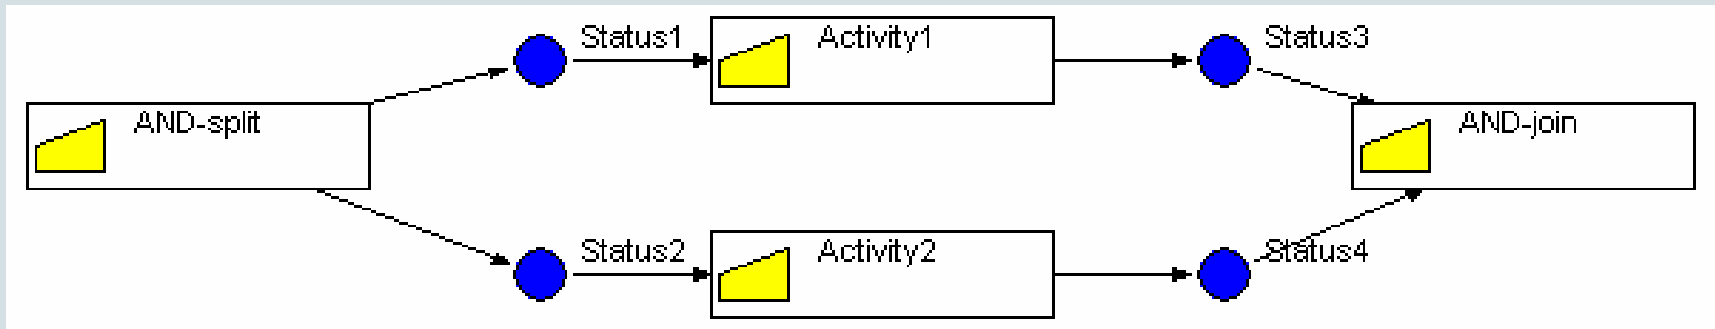 Status1
Activity1
Status3
AND-split
AND-join
Status2
Activity2
Status4